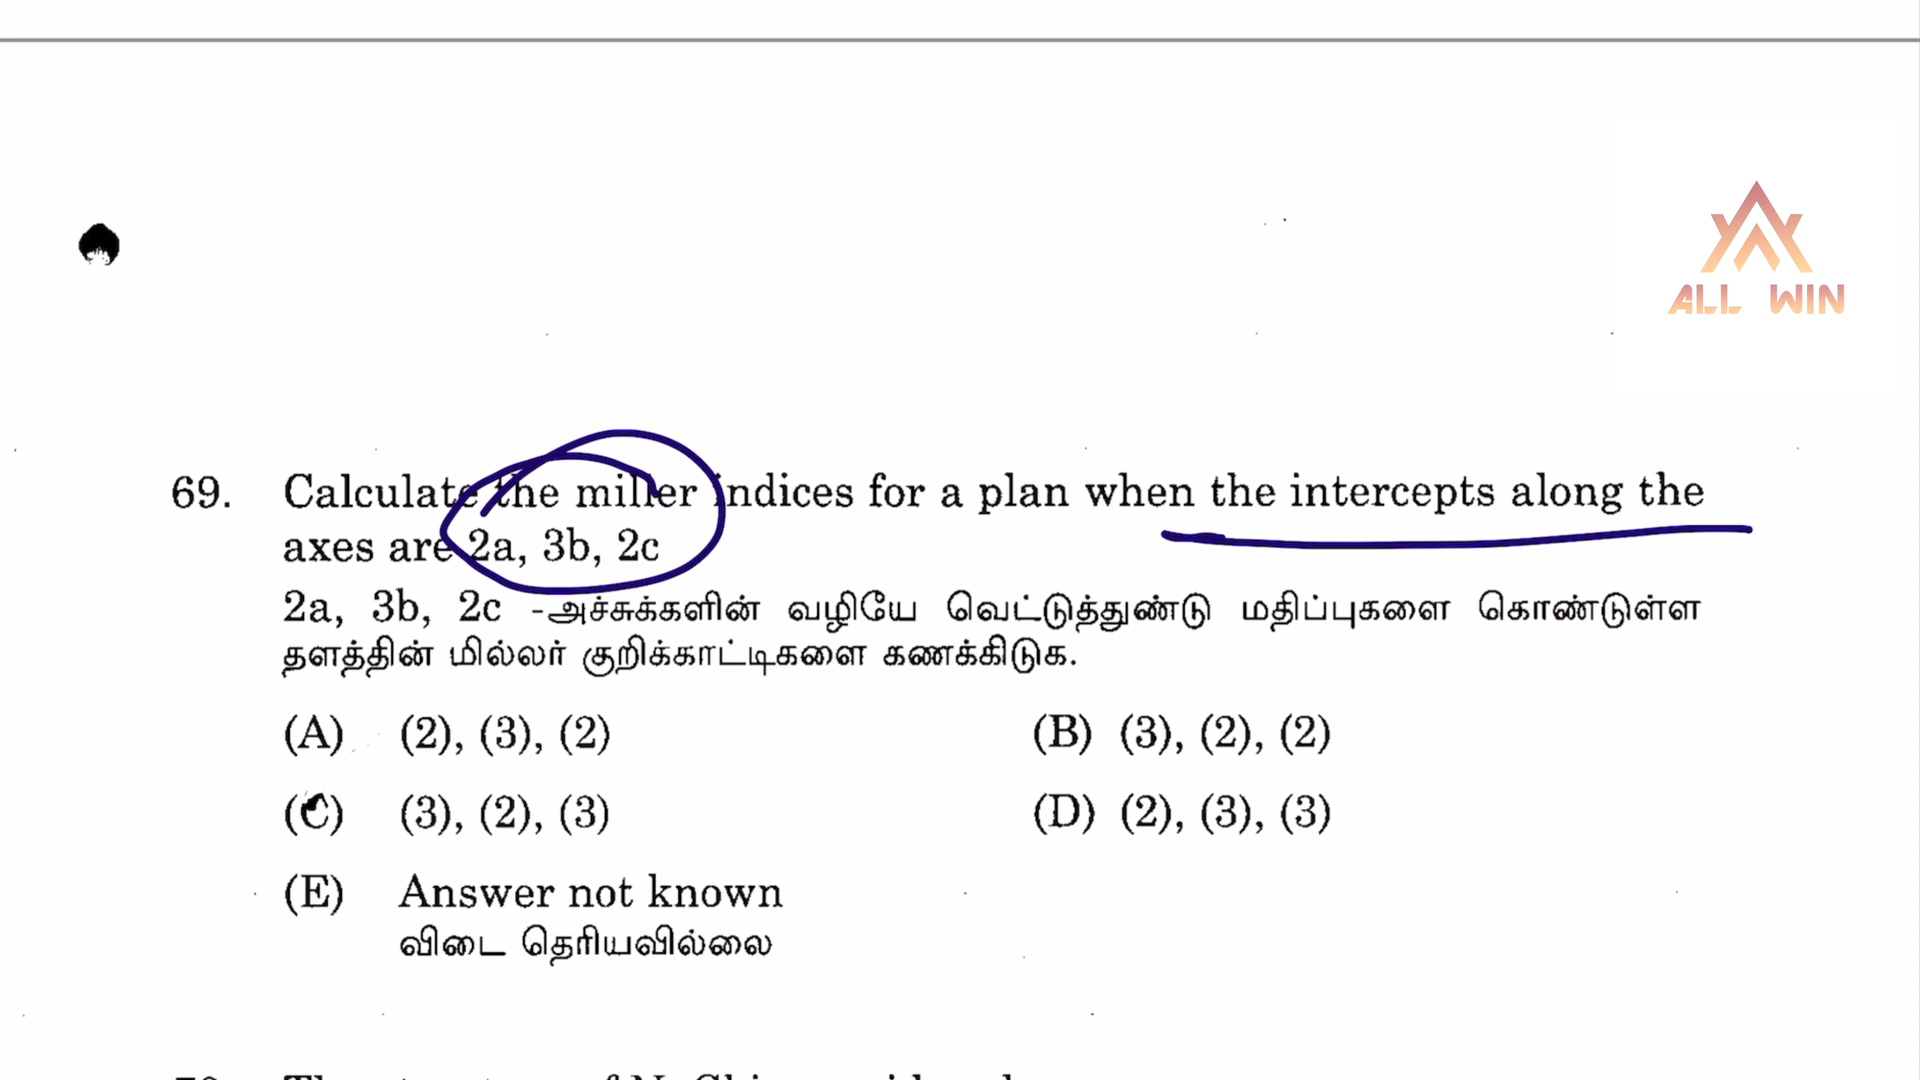 ALL WIN
69. Calculate the miller indices for a plan when the intercepts along the
axes are 2a, 3b, 2c
2a, 3b, 2c -அச்சுக்களின் வழியே வெட்டுத்துண்டு மதிப்புகளை கொண்டுள்ள
தளத்தின் மில்லர் குறிக்காட்டிகளை கணக்கிடுக.
(A) (2), (3), (2) (B) (3), (2), (2)
(C) (3), (2), (3) (D) (2), (3), (3)
(E) Answer not known
விடை தெரியவில்லை